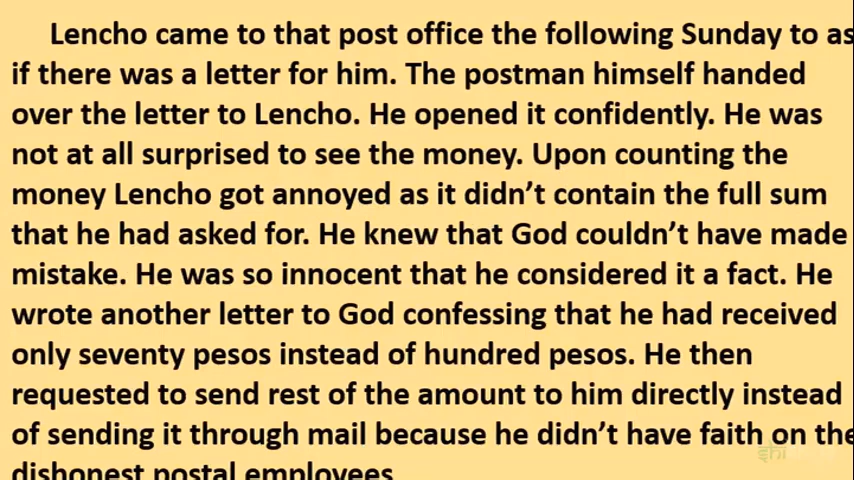 Lencho came to that post office the following Sunday to as
if there was a letter for him. The postman himself handed
over the letter to Lencho. He opened it confidently. He was
not at all surprised to see the money. Upon counting the
money Lencho got annoyed as it didn't contain the full sum
that he had asked for. He knew that God couldn't have made
mistake. He was so innocent that he considered it a fact. He
wrote another letter to God confessing that he had received
only seventy pesos instead of hundred pesos. He then
requested to send rest of the amount to him directly instead
of sending it through mail because he didn't have faith on the
dishonest postal employees